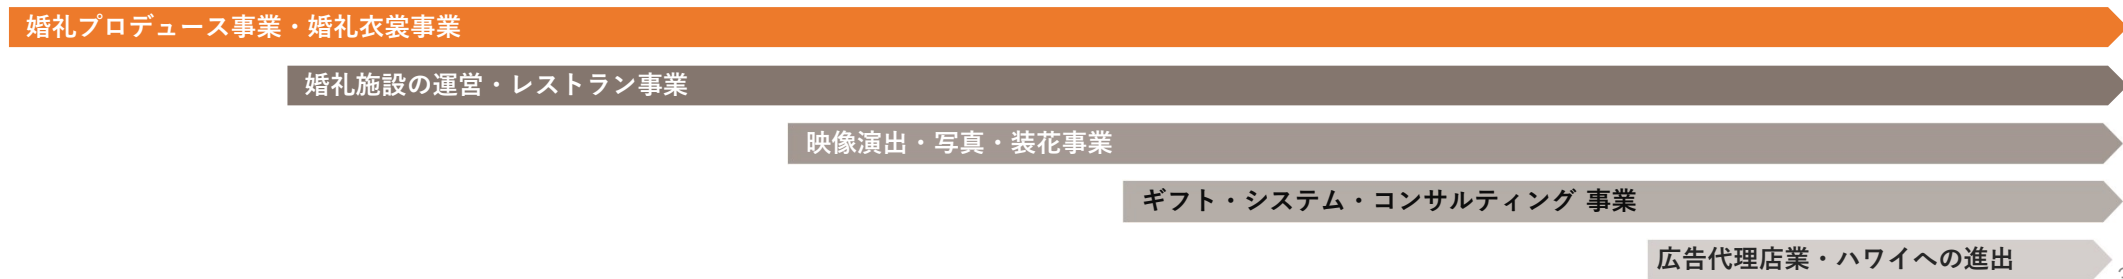 婚礼プロデュース事業・婚礼衣裳事業
婚礼施設の運営・レストラン事業
映像演出・写真・装花事業
ギフト・システム・コンサルティング 事業
広告代理店業・ハワイへの進出